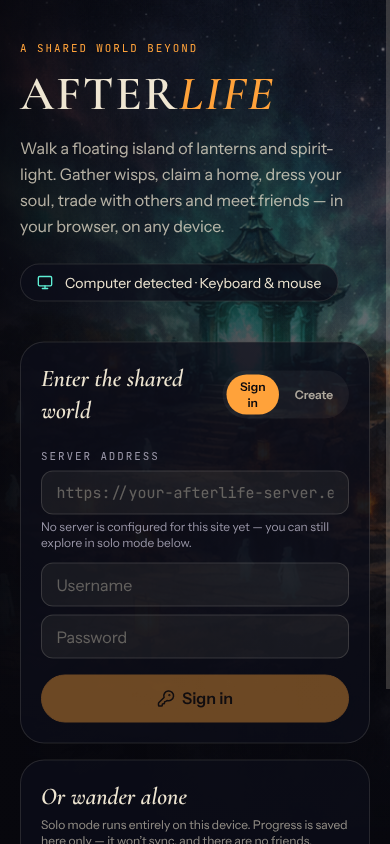 A SHARED WORLD BEYOND
AFTERLIFE
Walk a floating island of lanterns and spirit-
light. Gather wisps, claim a home, dress your
soul, trade with others and meet friends — in
your browser, on any device.
Computer detected · Keyboard & mouse
Enter the shared
world
Sign
in
Create
SERVER ADDRESS
https://your-afterlife-server.e
No server is configured for this site yet — you can still
explore in solo mode below.
Username
Password
Sign in
Or wander alone
Solo mode runs entirely on this device. Progress is saved
here only — it won't sync, and there are no friends,